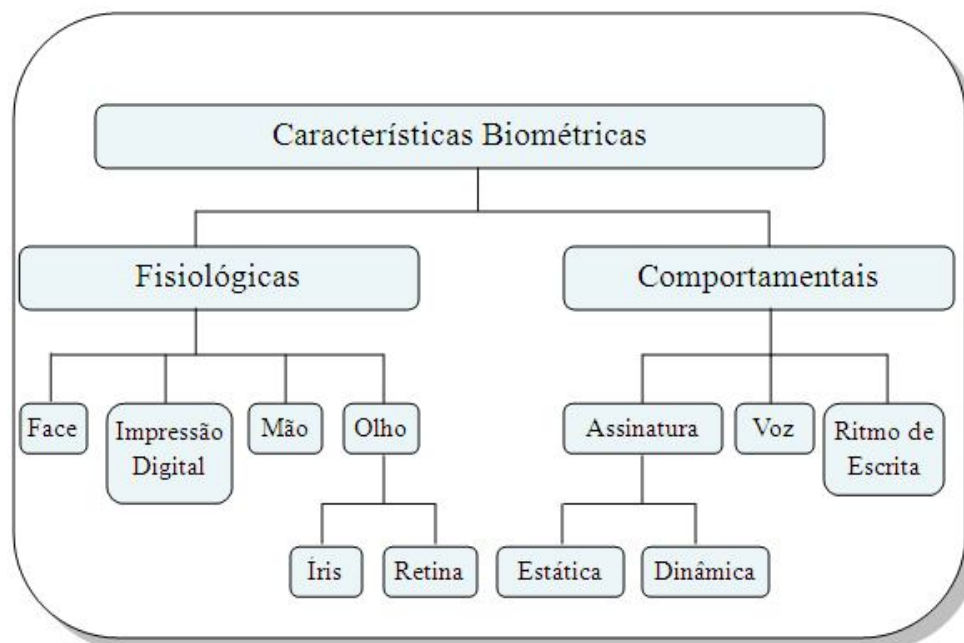 Características Biométricas
Fisiológicas
Comportamentais
Face
Impressão
Digital
Mão
Olho
Assinatura
Voz
Ritmo de
Escrita
Íris
Retina
Estática
Dinâmica